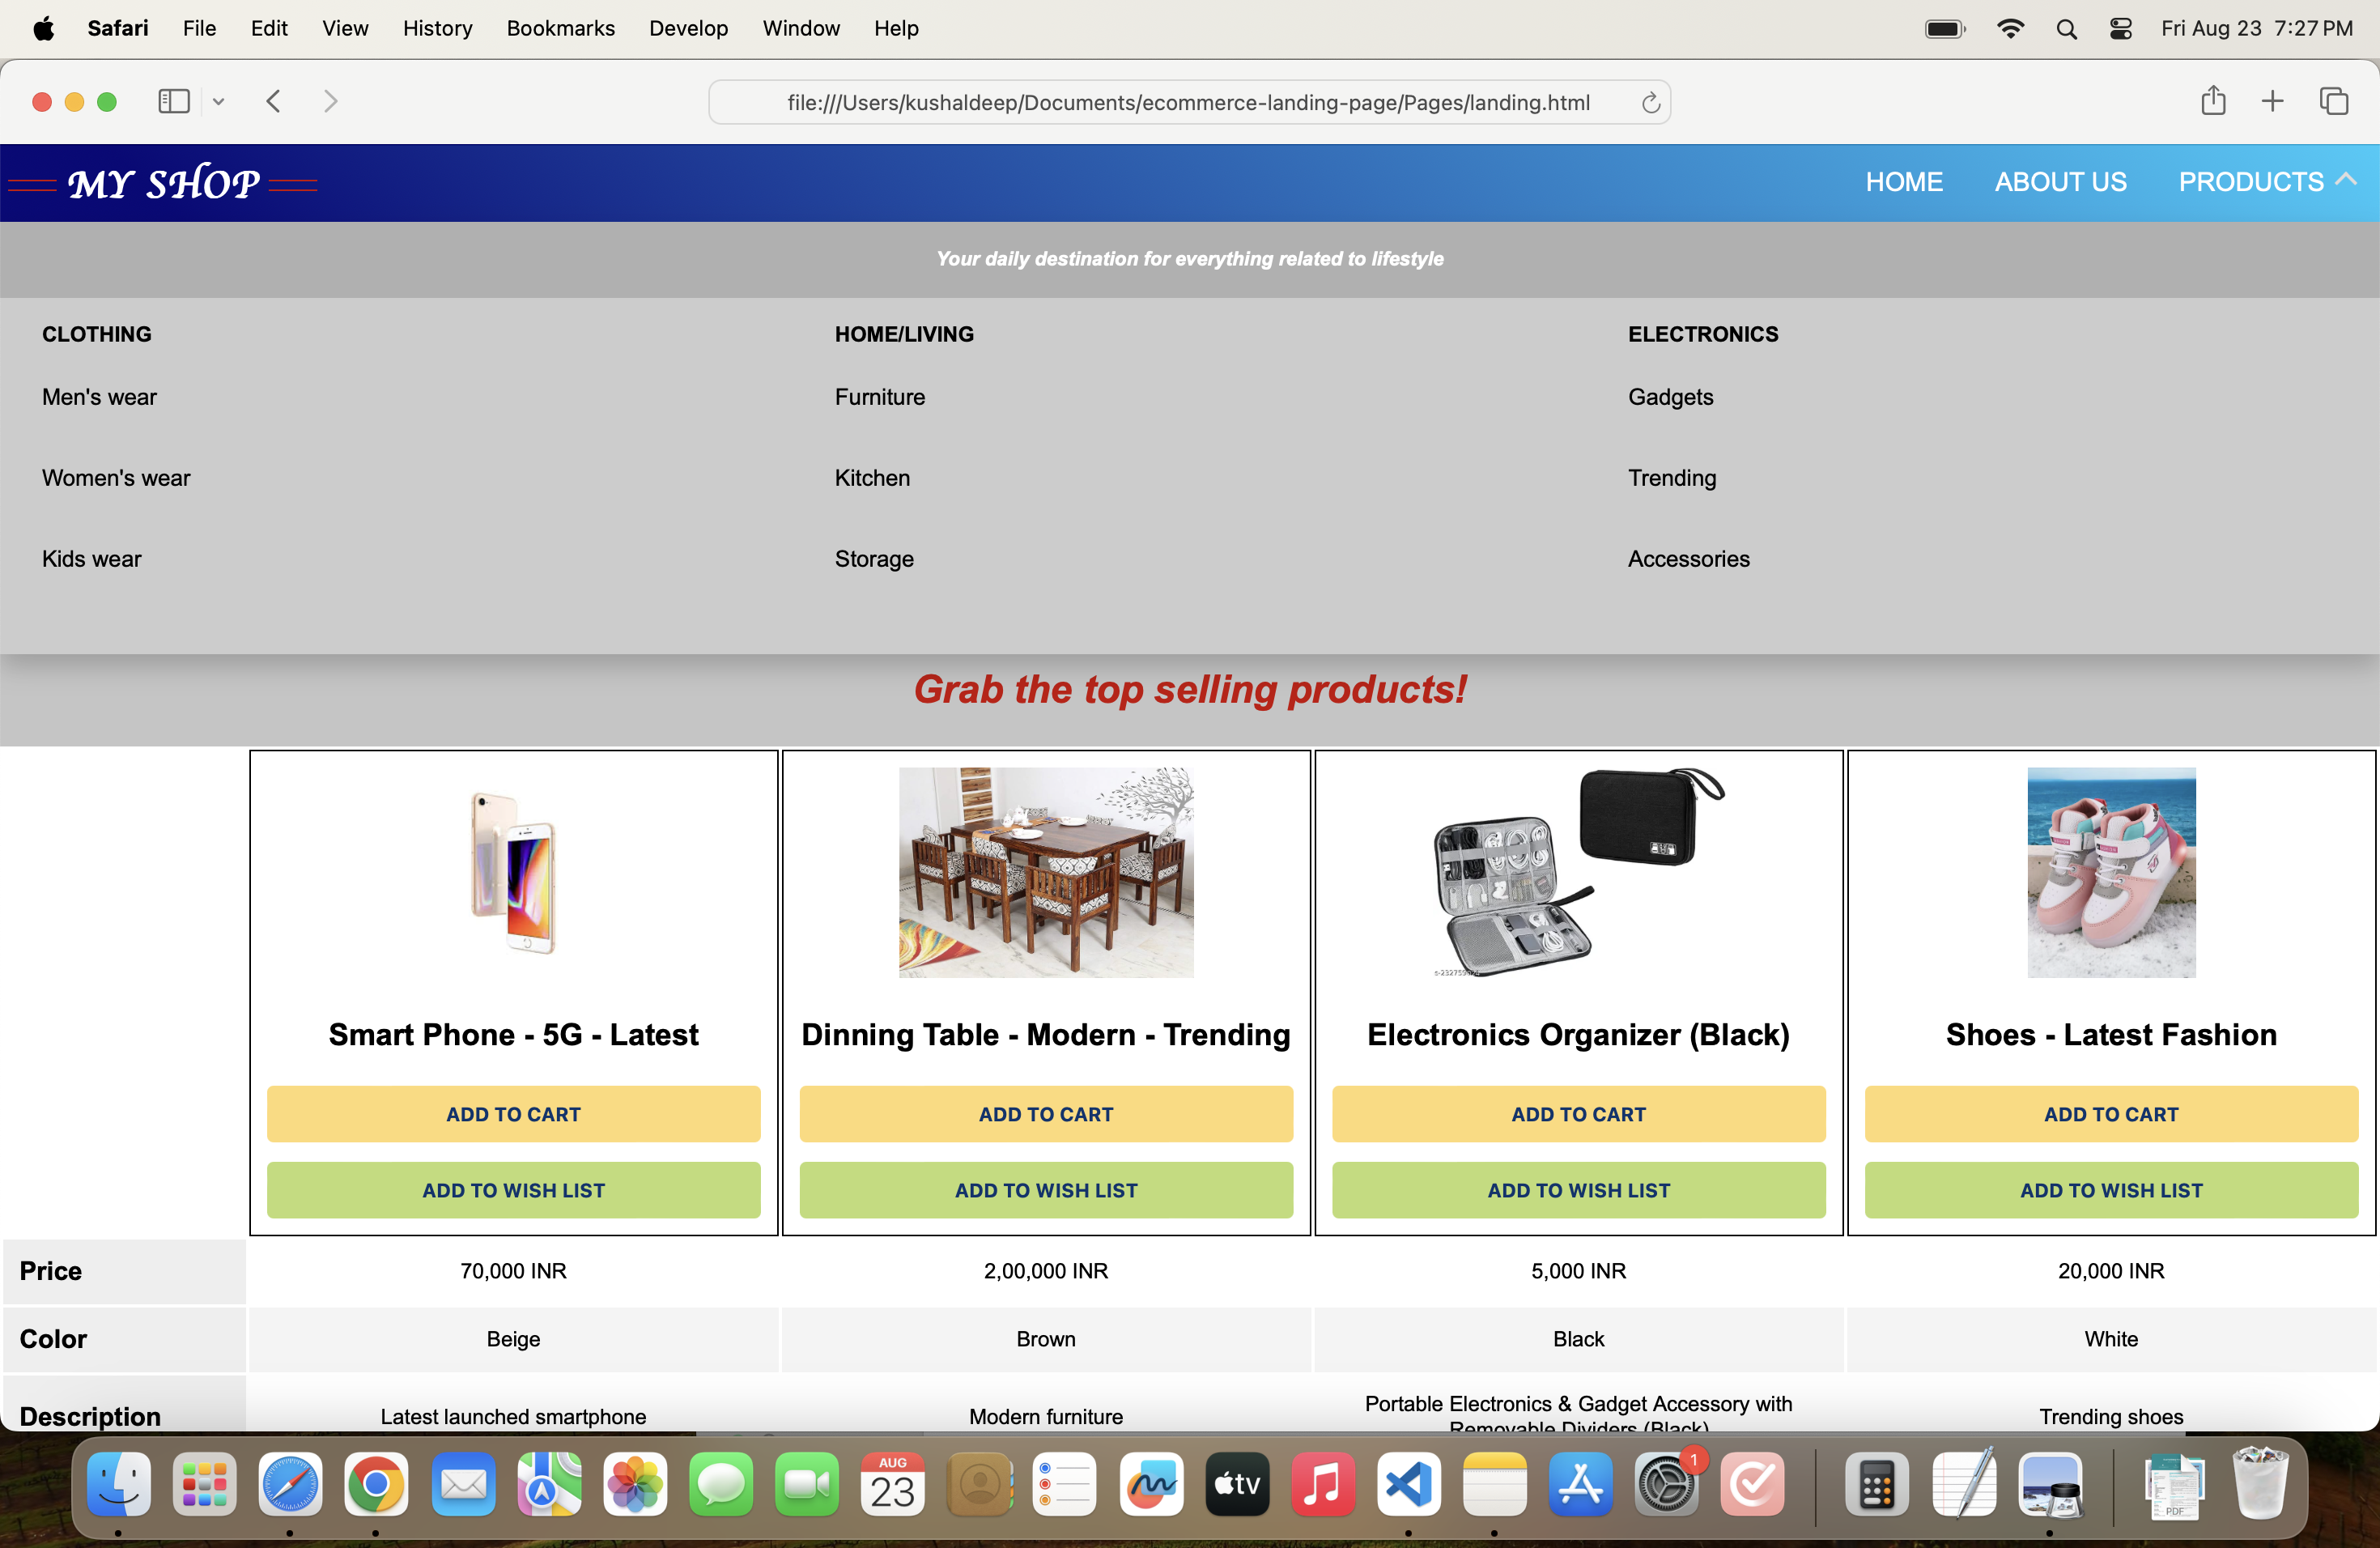 Safari File Edit View History Bookmarks Develop Window Help Fri Aug 23 7:27 PM
file:///Users/kushaldeep/Documents/ecommerce-landing-page/Pages/landing.html
MY SHOP HOME ABOUT US PRODUCTS
Your daily destination for everything related to lifestyle
CLOTHING HOME/LIVING ELECTRONICS
Men's wear Furniture Gadgets
Women's wear Kitchen Trending
Kids wear Storage Accessories
Grab the top selling products!
Smart Phone - 5G - Latest Dinning Table - Modern - Trending Electronics Organizer (Black) Shoes - Latest Fashion
ADD TO CART ADD TO CART ADD TO CART ADD TO CART
ADD TO WISH LIST ADD TO WISH LIST ADD TO WISH LIST ADD TO WISH LIST
Price 70,000 INR 2,00,000 INR 5,000 INR 20,000 INR
Color Beige Brown Black White
Description Latest launched smartphone Modern furniture Portable Electronics & Gadget Accessory with Trending shoes
Removable Dividers (Black)
AUG
23
tv
1
PDF